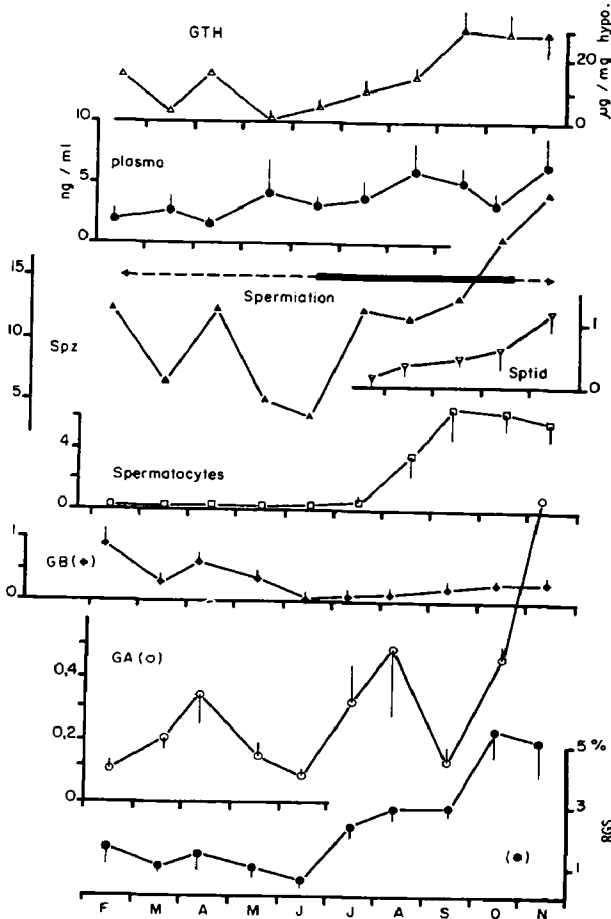 GTH
20
0
µg / mg hypo.
10
5
0
ng / ml
plasma
15
10
5
Spz
Spermiation
1
0
Sptid
4
0
Spermatocytes
1
0
GB(♦)
0,4
0,2
0
GA(○)
5 %
3
1
RGS
(●)
F M A M J J A S O N